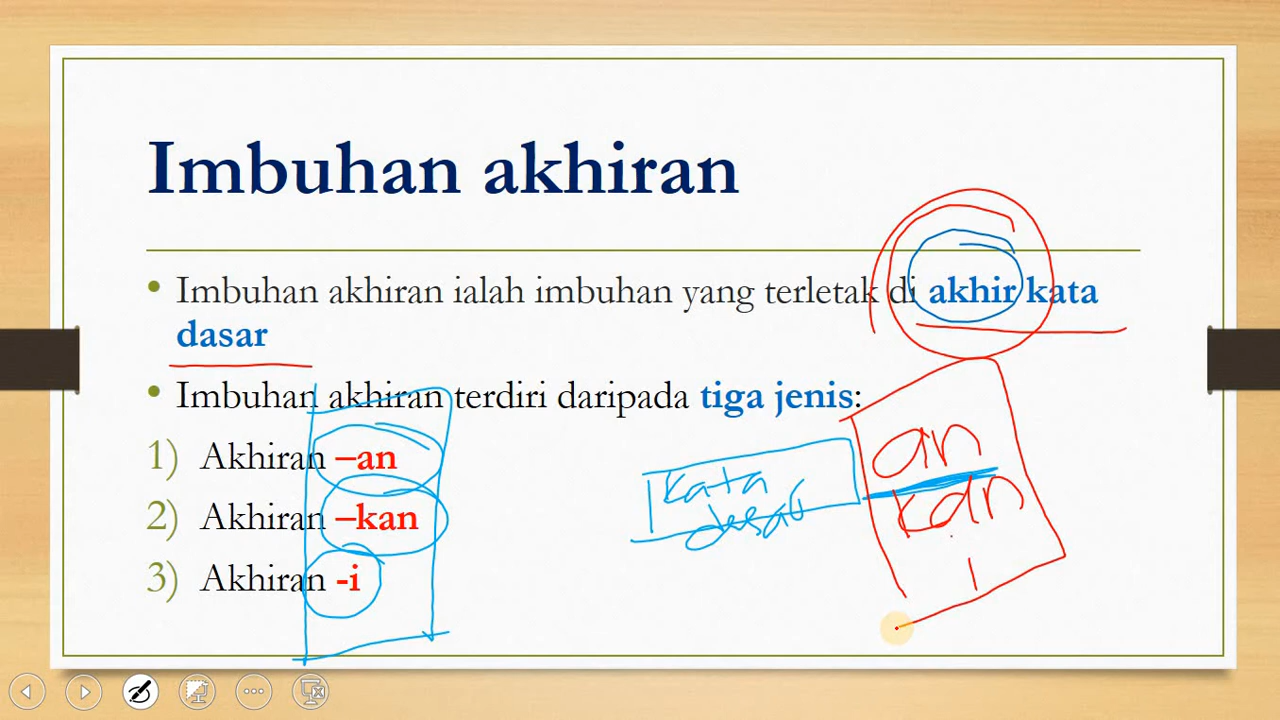 Imbuhan akhiran
• Imbuhan akhiran ialah imbuhan yang terletak di akhir kata
dasar
• Imbuhan akhiran terdiri daripada tiga jenis:
1) Akhiran –an
2) Akhiran –kan
3) Akhiran -i
kata
dasar
an
kan
i